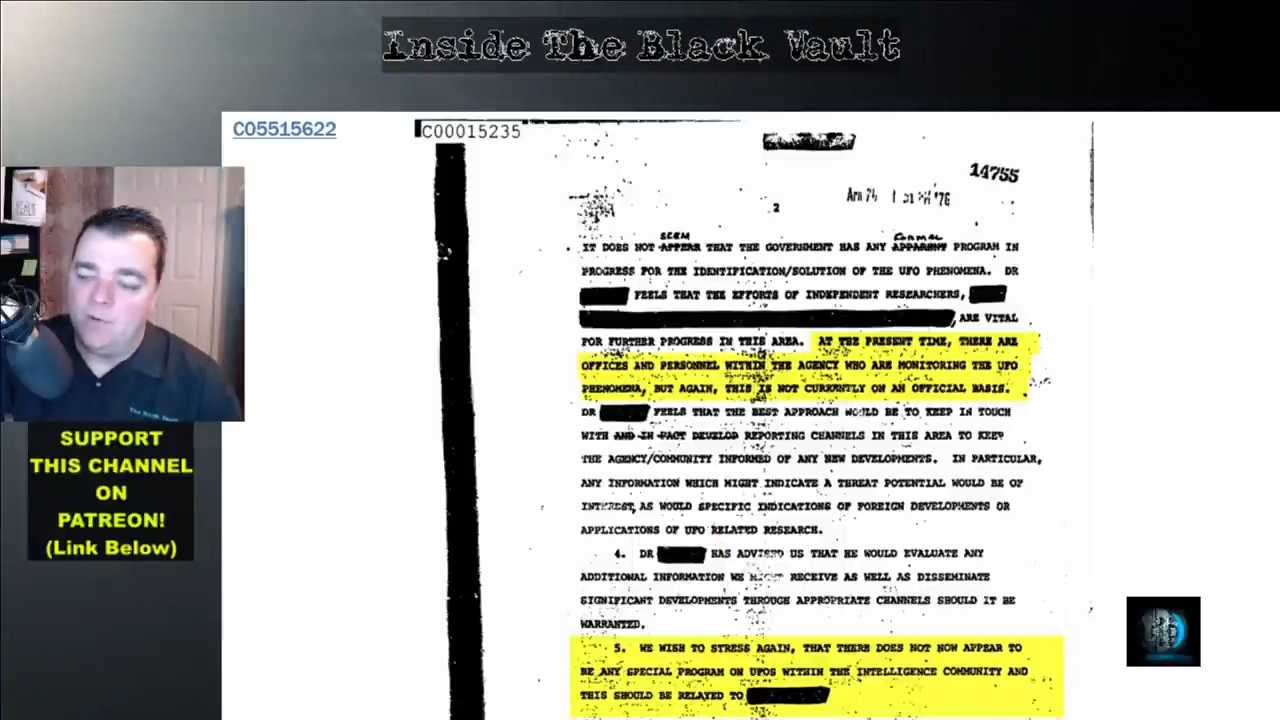 Inside The Black Vault
C05515622
C00015235
14755
2
SEEM FORMAL
IT DOES NOT APPEAR THAT THE GOVERNMENT HAS ANY APPARENT PROGRAM IN
PROGRESS FOR THE IDENTIFICATION/SOLUTION OF THE UFO PHENOMENA. DR
FEELS THAT THE EFFORTS OF INDEPENDENT RESEARCHERS,
, ARE VITAL
FOR FURTHER PROGRESS IN THIS AREA. AT THE PRESENT TIME, THERE ARE
OFFICES AND PERSONNEL WITHIN THE AGENCY WHO ARE MONITORING THE UFO
PHENOMENA, BUT AGAIN, THIS IS NOT CURRENTLY ON AN OFFICIAL BASIS.
DR FEELS THAT THE BEST APPROACH WOULD BE TO KEEP IN TOUCH
WITH AND IN FACT DEVELOP REPORTING CHANNELS IN THIS AREA TO KEEP
THE AGENCY/COMMUNITY INFORMED OF ANY NEW DEVELOPMENTS. IN PARTICULAR,
ANY INFORMATION WHICH MIGHT INDICATE A THREAT POTENTIAL WOULD BE OF
INTEREST, AS WOULD SPECIFIC INDICATIONS OF FOREIGN DEVELOPMENTS OR
APPLICATIONS OF UFO RELATED RESEARCH.
4. DR HAS ADVISED US THAT HE WOULD EVALUATE ANY
ADDITIONAL INFORMATION WE MIGHT RECEIVE AS WELL AS DISSEMINATE
SIGNIFICANT DEVELOPMENTS THROUGH APPROPRIATE CHANNELS SHOULD IT BE
WARRANTED.
5. WE WISH TO STRESS AGAIN, THAT THERE DOES NOT NOW APPEAR TO
BE ANY SPECIAL PROGRAM ON UFOS WITHIN THE INTELLIGENCE COMMUNITY AND
THIS SHOULD BE RELAYED TO
SUPPORT
THIS CHANNEL
ON
PATREON!
(Link Below)